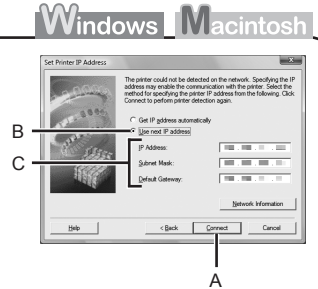 Windows Macintosh
Set Printer IP Address
The printer could not be detected on the network. Specifying the IP
address may enable the communication with the printer. Select the
method for specifying the printer IP address from the following. Click
Connect to perform printer detection again.
Get IP address automatically
B
Use next IP address
C
IP Address:
Subnet Mask:
Default Gateway:
Network Information
Help
< Back
Connect
Cancel
A